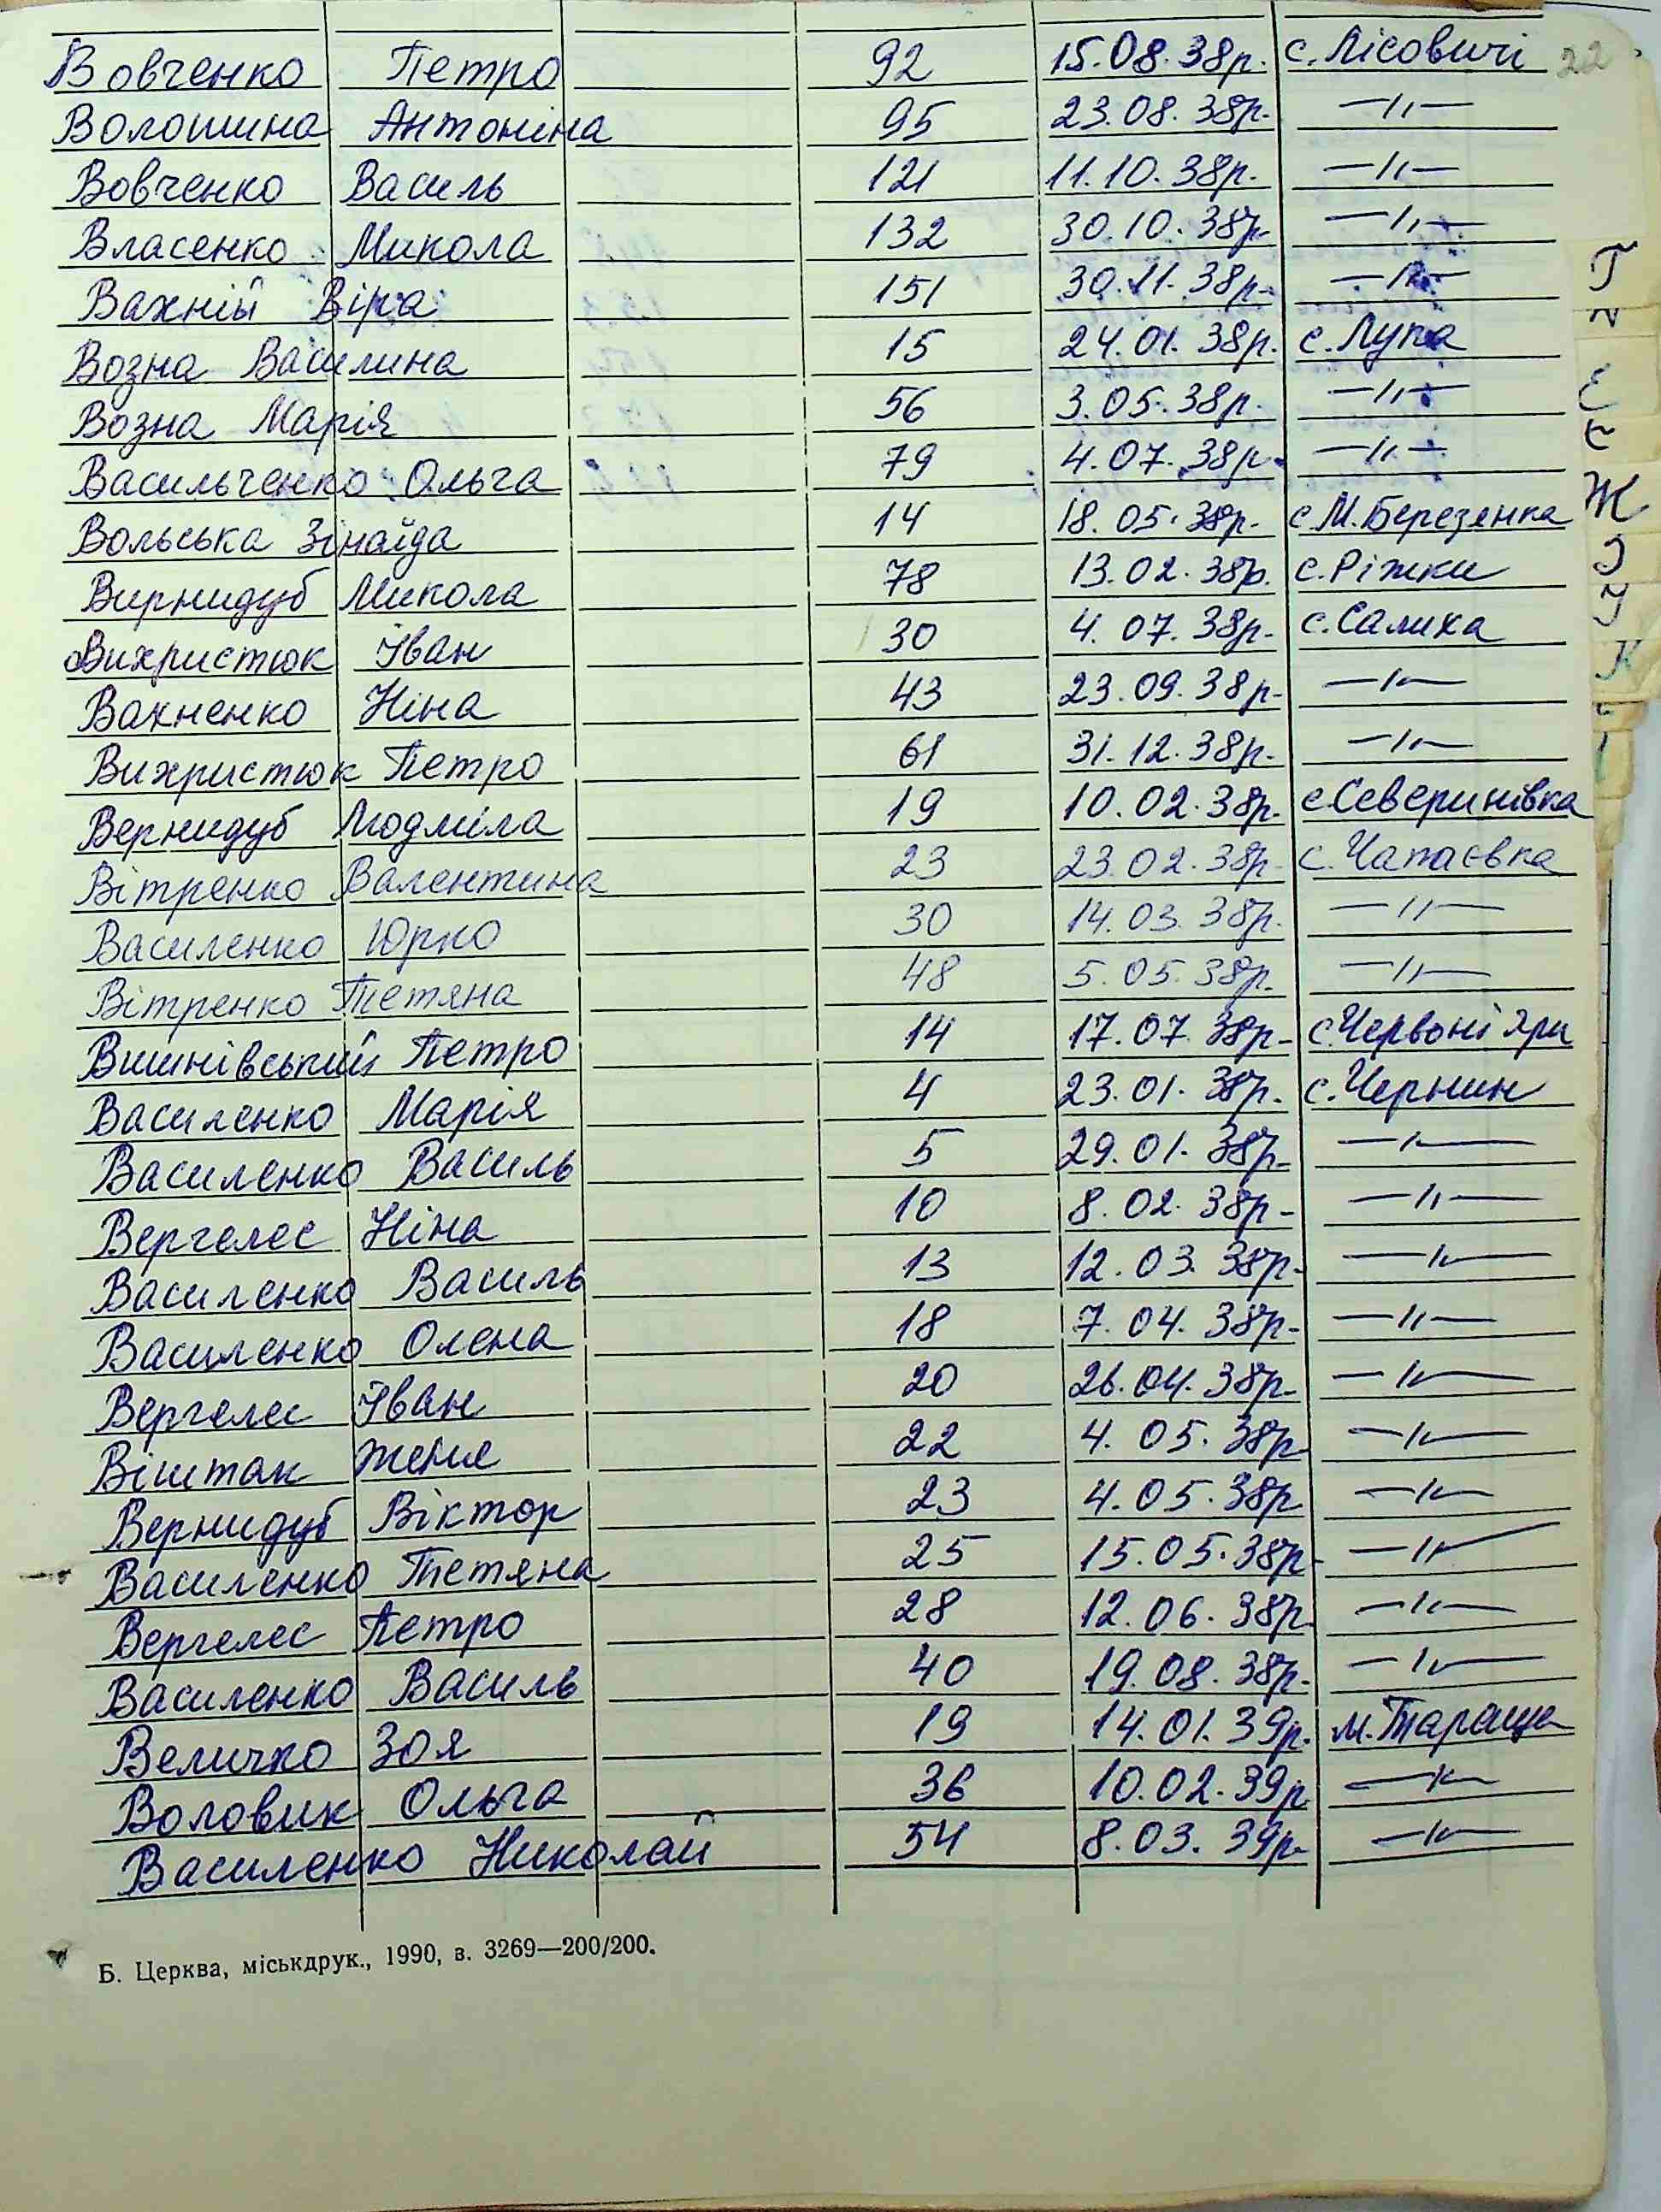 22
Вовченко Петро 92 15.08.38р. с. Лісовичі
Волошина Антоніна 95 23.08.38р. —〃—
Вовченко Василь 121 11.10.38р. —〃—
Власенко Микола 132 30.10.38р. —〃—
Вахній Віра 151 30.11.38р. —〃—
Возна Василина 15 24.01.38р. с. Лука
Возна Марія 56 3.05.38р. —〃—
Васильченко Ольга 79 4.07.38р. —〃—
Вольська Зінаїда 14 18.05.38р. с. М. Березянка
Вирнидуб Микола 78 13.02.38р. с. Ріжки
Вихристюк Іван 30 4.07.38р. с. Салиха
Вахненко Ніна 43 23.09.38р. —〃—
Вихристюк Петро 61 31.12.38р. —〃—
Вернидуб Людміла 19 10.02.38р. с. Северинівка
Вітренко Валентина 23 23.02.38р. с. Чапаєвка
Василенко Юрко 30 14.03.38р. —〃—
Вітренко Тетяна 48 5.05.38р. —〃—
Вишнівський Петро 14 17.07.38р. с. Червоні Яри
Василенко Марія 4 23.01.38р. с. Чернин
Василенко Василь 5 29.01.38р. —〃—
Вергелес Ніна 10 8.02.38р. —〃—
Василенко Василь 13 12.03.38р. —〃—
Василенко Олена 18 7.04.38р. —〃—
Вергелес Іван 20 26.04.38р. —〃—
Віштак Женя 22 4.05.38р. —〃—
Вернидуб Віктор 23 4.05.38р. —〃—
Василенко Тетяна 25 15.05.38р. —〃—
Вергелес Петро 28 12.06.38р. —〃—
Василенко Василь 40 19.08.38р. —〃—
Величко Зоя 19 14.01.39р. м. Тараща
Воловик Ольга 36 10.02.39р. —〃—
Василенко Николай 54 8.03.39р. —〃—
Б. Церква, міськдрук., 1990, в. 3269—200/200.
Ж
К